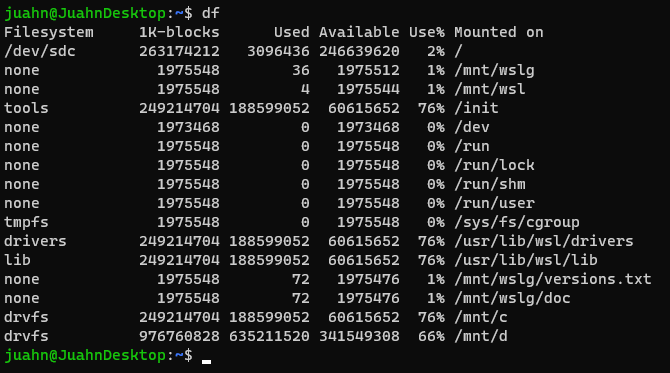 juahn@JuahnDesktop:~$ df
Filesystem     1K-blocks      Used Available Use% Mounted on
/dev/sdc       263174212   3096436 246639620   2% /
none             1975548        36   1975512   1% /mnt/wslg
none             1975548         4   1975544   1% /mnt/wsl
tools          249214704 188599052  60615652  76% /init
none             1973468         0   1973468   0% /dev
none             1975548         0   1975548   0% /run
none             1975548         0   1975548   0% /run/lock
none             1975548         0   1975548   0% /run/shm
none             1975548         0   1975548   0% /run/user
tmpfs            1975548         0   1975548   0% /sys/fs/cgroup
drivers        249214704 188599052  60615652  76% /usr/lib/wsl/drivers
lib            249214704 188599052  60615652  76% /usr/lib/wsl/lib
none             1975548        72   1975476   1% /mnt/wslg/versions.txt
none             1975548        72   1975476   1% /mnt/wslg/doc
drvfs          249214704 188599052  60615652  76% /mnt/c
drvfs          976760828 635211520 341549308  66% /mnt/d
juahn@JuahnDesktop:~$